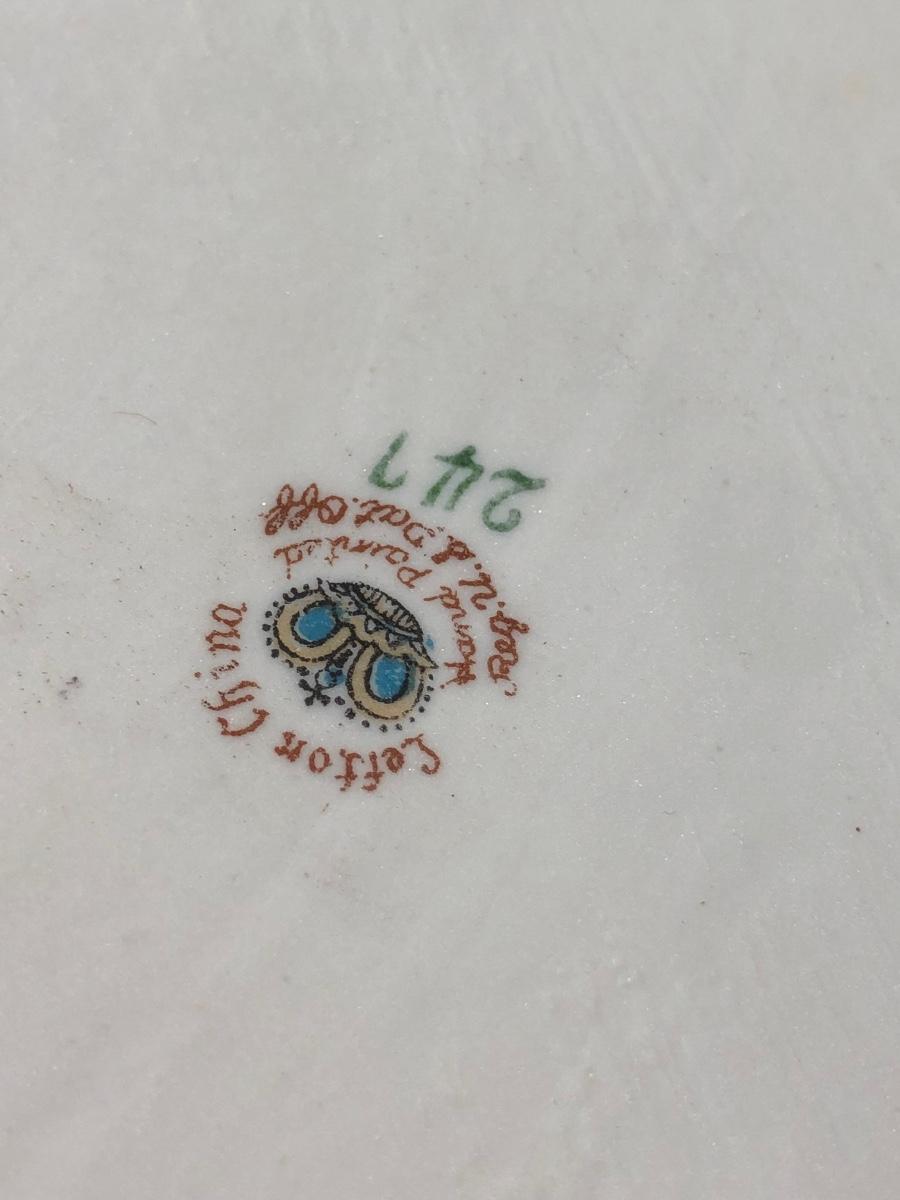 Lefton China
Hand Painted
Reg. U.S. Pat. Off.
247